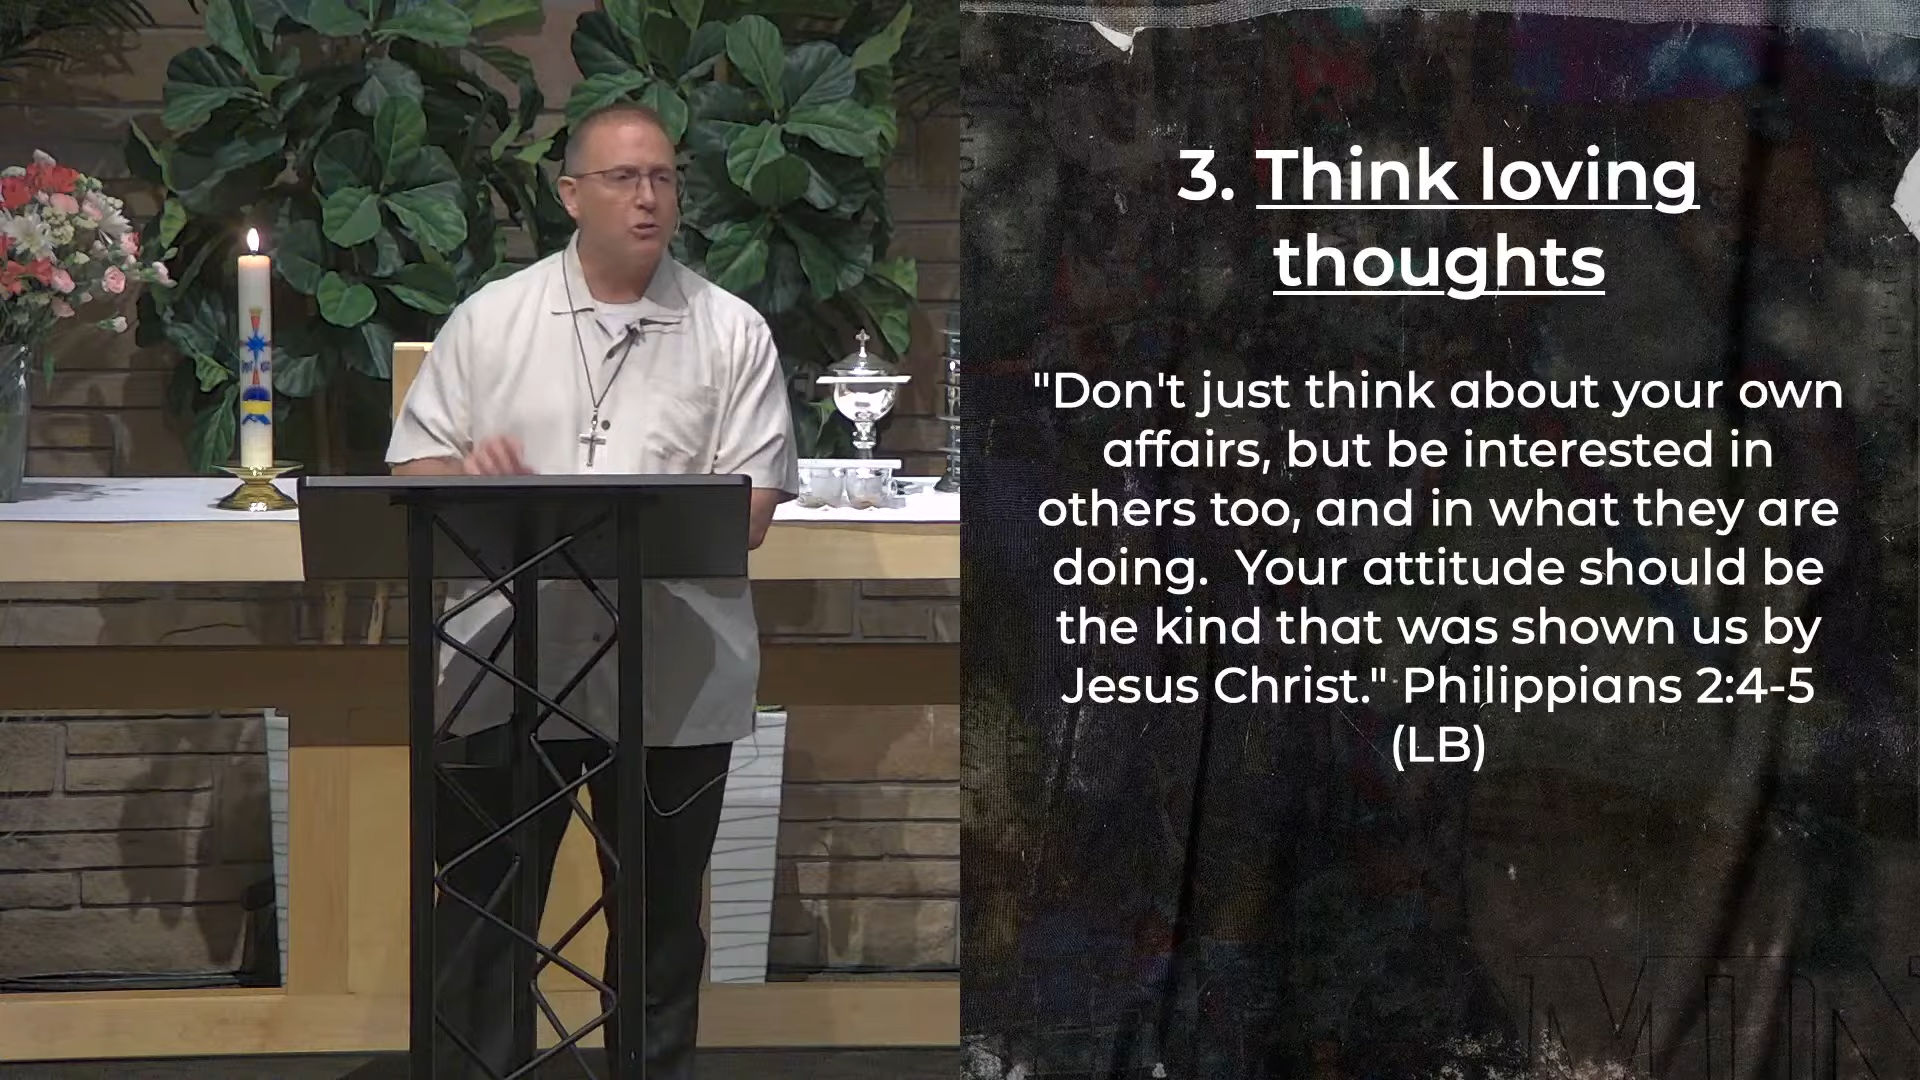 3. Think loving
thoughts
"Don't just think about your own
affairs, but be interested in
others too, and in what they are
doing.  Your attitude should be
the kind that was shown us by
Jesus Christ." Philippians 2:4-5
(LB)